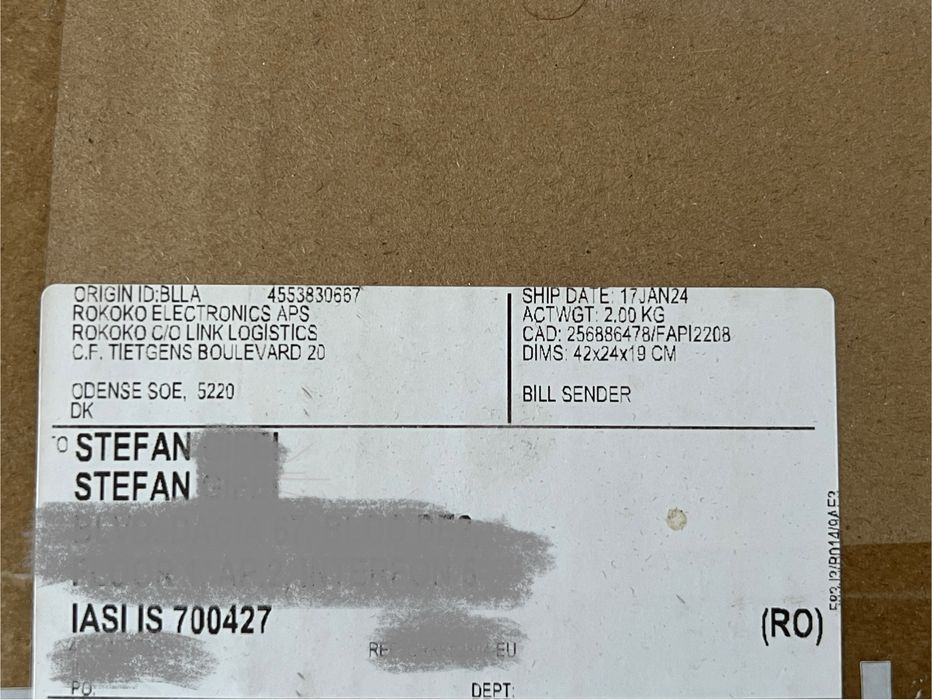 ORIGIN ID:BLLA 4553830667
ROKOKO ELECTRONICS APS
ROKOKO C/O LINK LOGISTICS
C.F. TIETGENS BOULEVARD 20
ODENSE SOE, 5220
DK
SHIP DATE: 17JAN24
ACTWGT: 2.00 KG
CAD: 256886478/FAPI2208
DIMS: 42x24x19 CM
BILL SENDER
TO STEFAN
STEFAN
IASI IS 700427
(RO)
EU
PO:
DEPT: